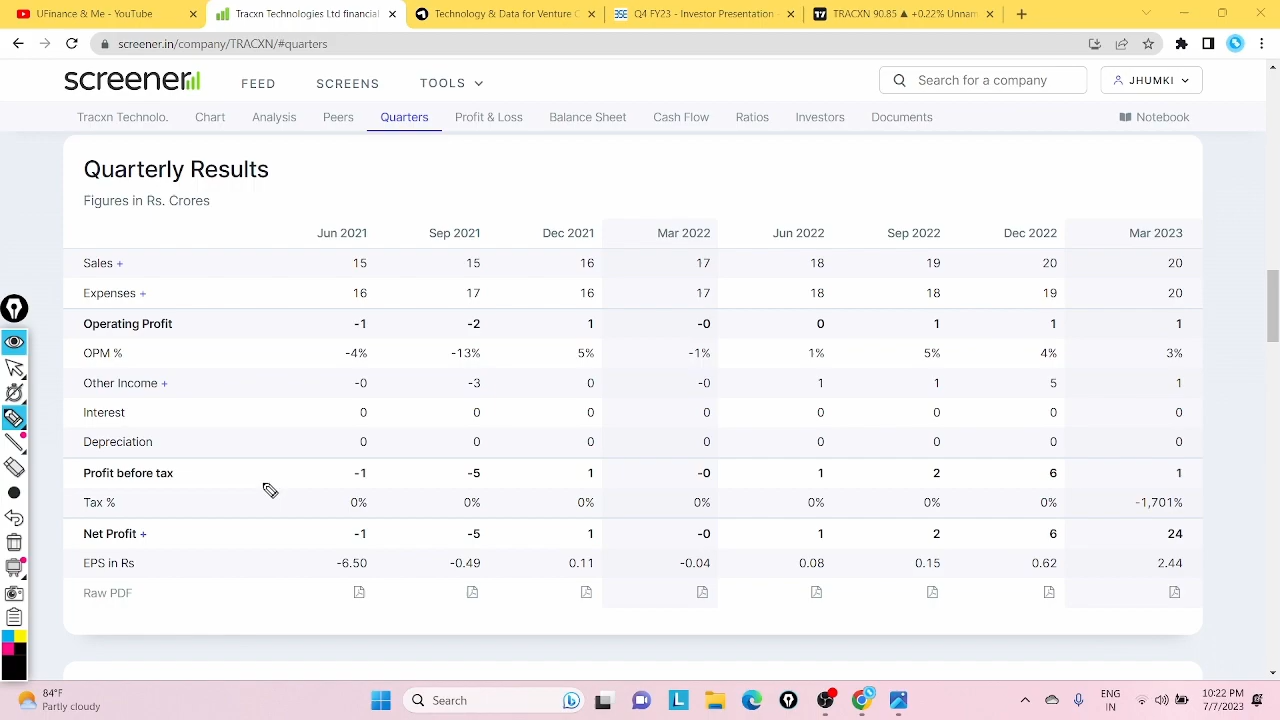 UFinance & Me - YouTube
Tracxn Technologies Ltd financial
Technology & Data for Venture C
Q4 FY23 - Investor Presentation -
TRACXN 90.85 ▲ +0.22% Unnam
screener.in/company/TRACXN/#quarters
screener FEED SCREENS TOOLS Search for a company JHUMKI
Tracxn Technolo. Chart Analysis Peers Quarters Profit & Loss Balance Sheet Cash Flow Ratios Investors Documents Notebook
Quarterly Results
Figures in Rs. Crores
Jun 2021 Sep 2021 Dec 2021 Mar 2022 Jun 2022 Sep 2022 Dec 2022 Mar 2023
Sales + 15 15 16 17 18 19 20 20
Expenses + 16 17 16 17 18 18 19 20
Operating Profit -1 -2 1 -0 0 1 1 1
OPM % -4% -13% 5% -1% 1% 5% 4% 3%
Other Income + -0 -3 0 -0 1 1 5 1
Interest 0 0 0 0 0 0 0 0
Depreciation 0 0 0 0 0 0 0 0
Profit before tax -1 -5 1 -0 1 2 6 1
Tax % 0% 0% 0% 0% 0% 0% 0% -1,701%
Net Profit + -1 -5 1 -0 1 2 6 24
EPS in Rs -6.50 -0.49 0.11 -0.04 0.08 0.15 0.62 2.44
Raw PDF
84°F
Partly cloudy
Search
ENG
IN
10:22 PM
7/7/2023